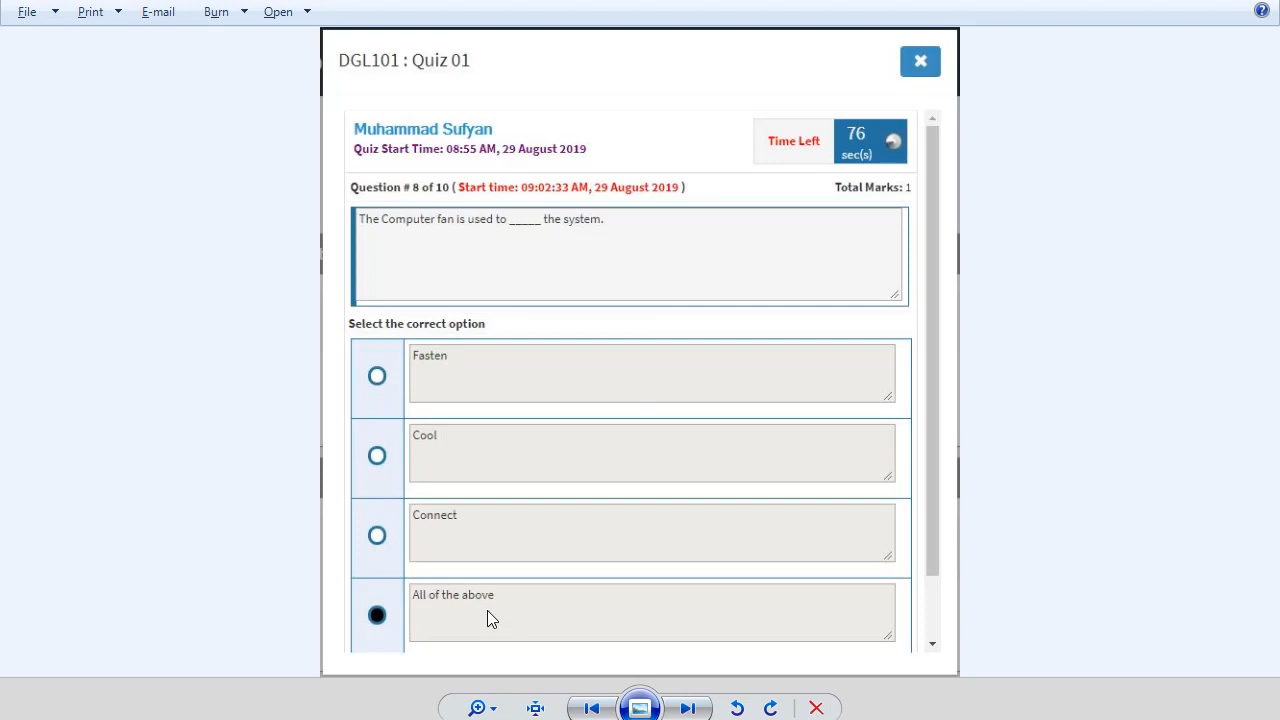 File Print E-mail Burn Open
DGL101 : Quiz 01
Muhammad Sufyan
Quiz Start Time: 08:55 AM, 29 August 2019
Time Left
76
sec(s)
Question # 8 of 10 ( Start time: 09:02:33 AM, 29 August 2019 )
Total Marks: 1
The Computer fan is used to _____ the system.
Select the correct option
Fasten
Cool
Connect
All of the above